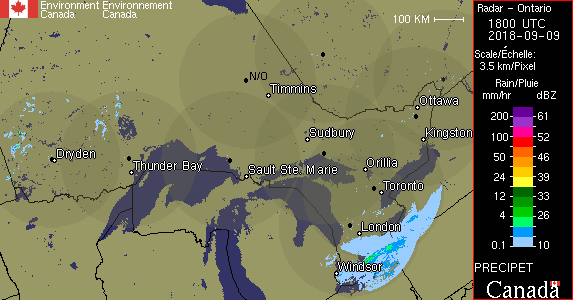 Environment Environnement
Canada Canada
100 KM
N/O
Timmins
Ottawa
Sudbury
Kingston
Dryden
Thunder Bay
Sault Ste. Marie
Orillia
Toronto
London
Windsor
Radar - Ontario
1800 UTC
2018-09-09
Scale/Échelle:
3.5 km/Pixel
Rain/Pluie
mm/hr dBZ
200 61
100 52
50 46
24 39
12 33
4 26
0.1 10
PRECIPET
Canada